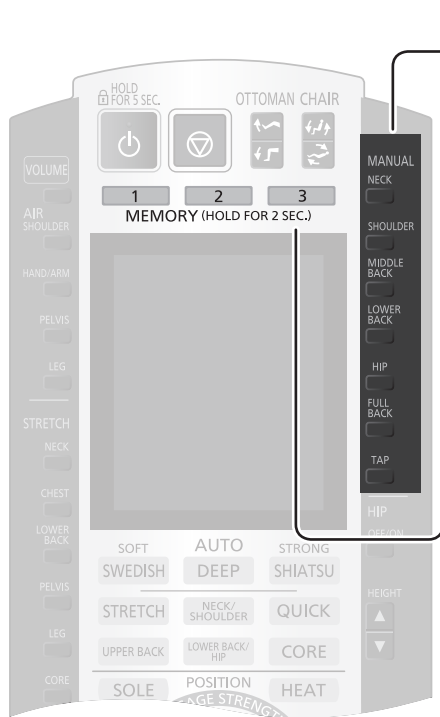 HOLD
FOR 5 SEC.
OTTOMAN CHAIR
VOLUME
AIR
SHOULDER
HAND/ARM
PELVIS
LEG
STRETCH
NECK
CHEST
LOWER
BACK
PELVIS
LEG
CORE
1 2 3
MEMORY (HOLD FOR 2 SEC.)
MANUAL
NECK
SHOULDER
MIDDLE
BACK
LOWER
BACK
HIP
FULL
BACK
TAP
HIP
OFF/ON
HEIGHT
SOFT AUTO STRONG
SWEDISH DEEP SHIATSU
STRETCH NECK/
SHOULDER QUICK
UPPER BACK LOWER BACK/
HIP CORE
SOLE POSITION HEAT